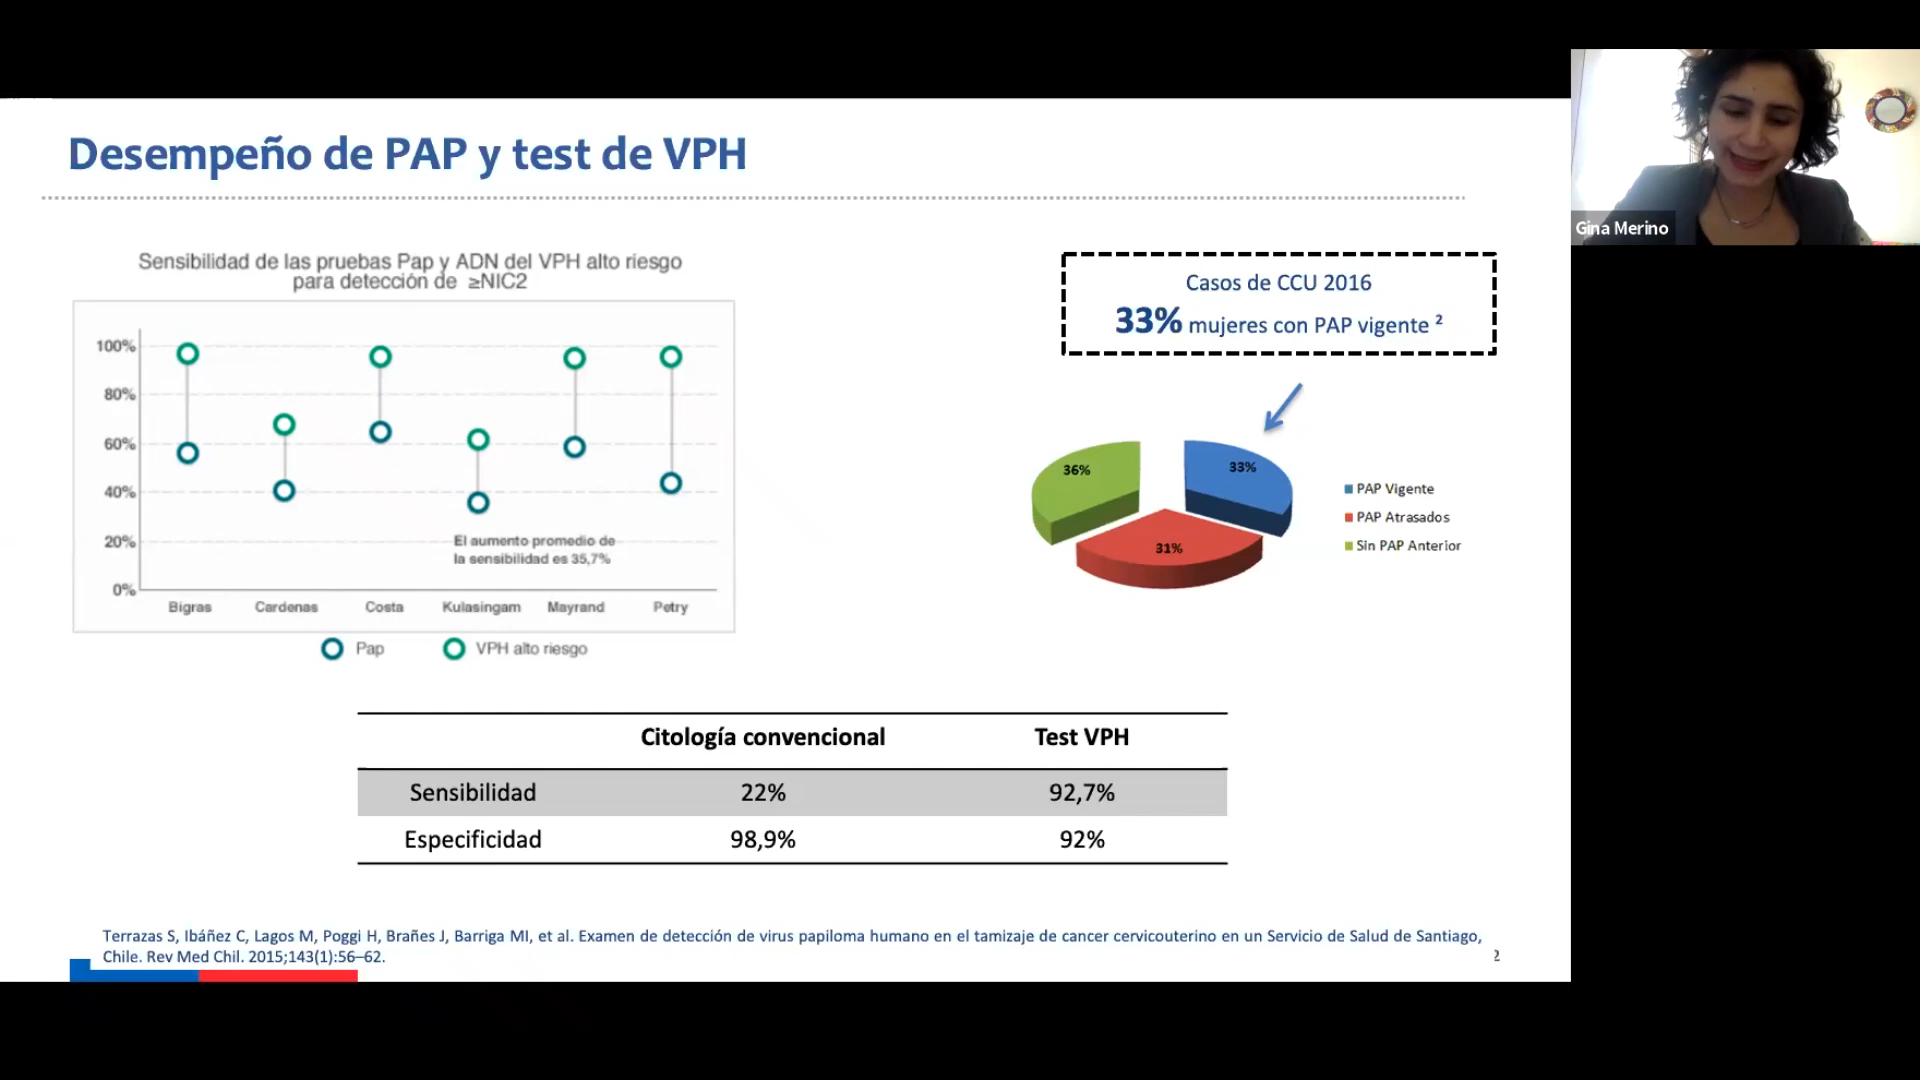 Desempeño de PAP y test de VPH
Gina Merino
Sensibilidad de las pruebas Pap y ADN del VPH alto riesgo
para detección de ≥NIC2
100%
80%
60%
40%
20%
0%
El aumento promedio de
la sensibilidad es 35,7%
Bigras Cardenas Costa Kulasingam Mayrand Petry
Pap VPH alto riesgo
Casos de CCU 2016
33% mujeres con PAP vigente ²
36%
33%
31%
PAP Vigente
PAP Atrasados
Sin PAP Anterior
Citología convencional Test VPH
Sensibilidad 22% 92,7%
Especificidad 98,9% 92%
Terrazas S, Ibáñez C, Lagos M, Poggi H, Brañes J, Barriga MI, et al. Examen de detección de virus papiloma humano en el tamizaje de cancer cervicouterino en un Servicio de Salud de Santiago,
Chile. Rev Med Chil. 2015;143(1):56–62.
2